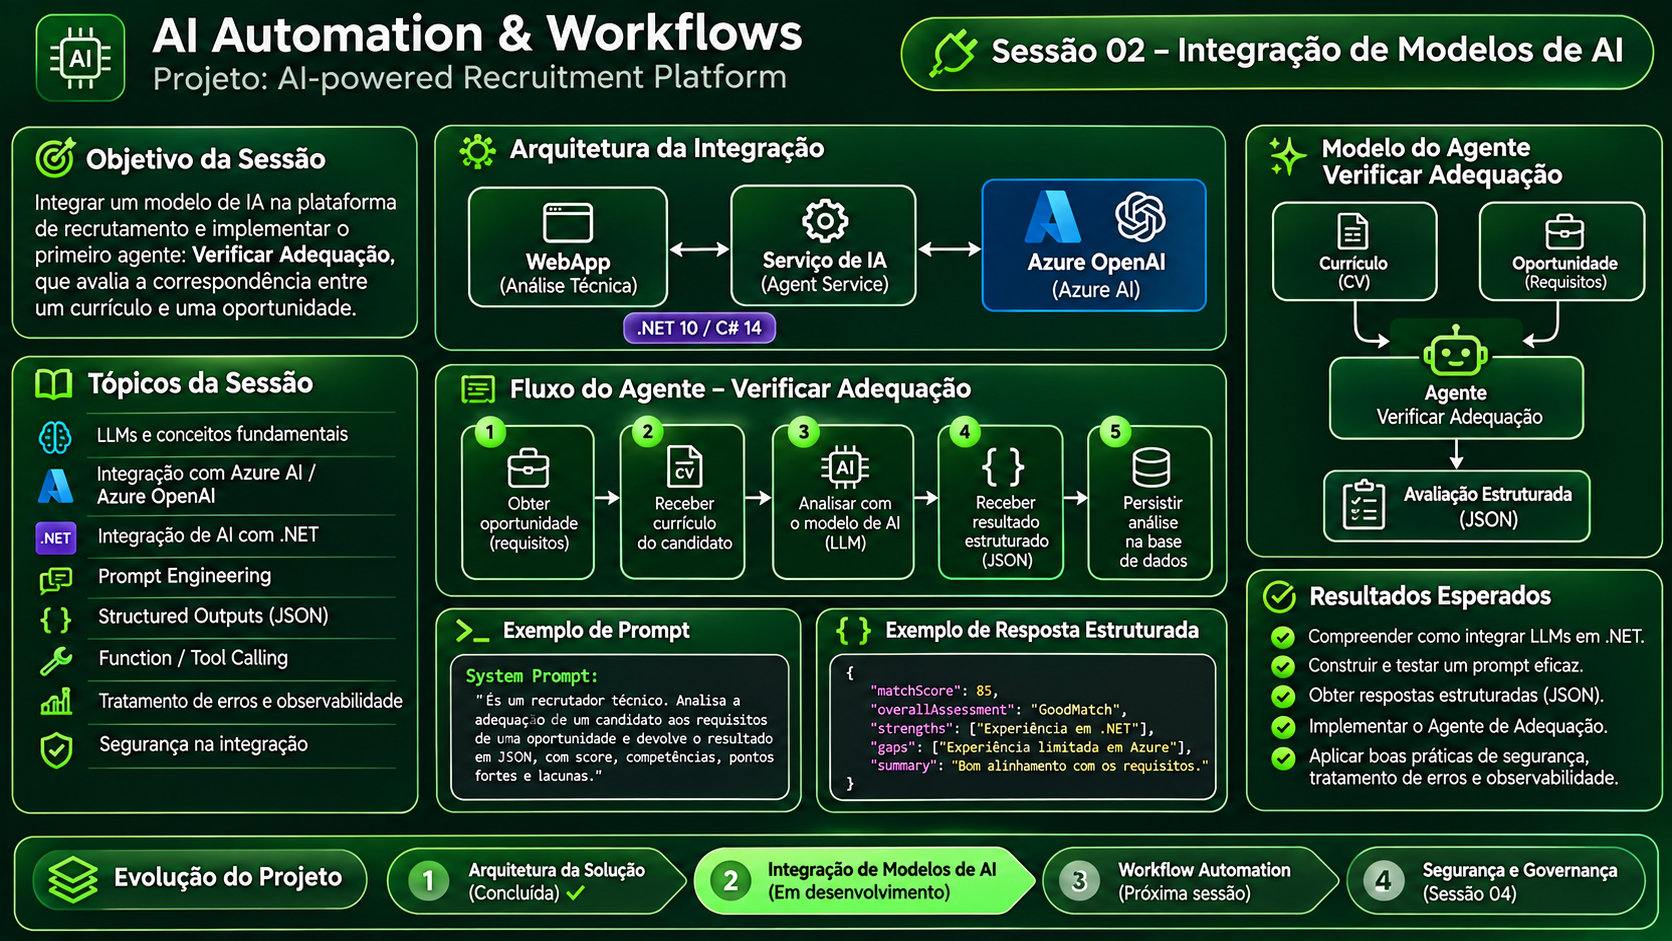 AI
AI Automation & Workflows
Projeto: AI-powered Recruitment Platform
Sessão 02 – Integração de Modelos de AI
Objetivo da Sessão
Integrar um modelo de IA na plataforma
de recrutamento e implementar o
primeiro agente: Verificar Adequação,
que avalia a correspondência entre
um currículo e uma oportunidade.
Tópicos da Sessão
LLMs e conceitos fundamentais
Integração com Azure AI /
Azure OpenAI
.NET
Integração de AI com .NET
Prompt Engineering
{ }
Structured Outputs (JSON)
Function / Tool Calling
Tratamento de erros e observabilidade
Segurança na integração
Arquitetura da Integração
WebApp
(Análise Técnica)
Serviço de IA
(Agent Service)
Azure OpenAI
(Azure AI)
.NET 10 / C# 14
Fluxo do Agente – Verificar Adequação
1
Obter
oportunidade
(requisitos)
2
CV
Receber
currículo
do candidato
3
AI
Analisar com
o modelo de AI
(LLM)
4
{ }
Receber
resultado
estruturado
(JSON)
5
Persistir
análise
na base
de dados
>_ Exemplo de Prompt
System Prompt:
"És um recrutador técnico. Analisa a
adequação de um candidato aos requisitos
de uma oportunidade e devolve o resultado
em JSON, com score, competências, pontos
fortes e lacunas."
{ } Exemplo de Resposta Estruturada
{
"matchScore": 85,
"overallAssessment": "GoodMatch",
"strengths": ["Experiência em .NET"],
"gaps": ["Experiência limitada em Azure"],
"summary": "Bom alinhamento com os requisitos."
}
Modelo do Agente
Verificar Adequação
Currículo
(CV)
Oportunidade
(Requisitos)
Agente
Verificar Adequação
Avaliação Estruturada
(JSON)
Resultados Esperados
Compreender como integrar LLMs em .NET.
Construir e testar um prompt eficaz.
Obter respostas estruturadas (JSON).
Implementar o Agente de Adequação.
Aplicar boas práticas de segurança,
tratamento de erros e observabilidade.
Evolução do Projeto
1
Arquitetura da Solução
(Concluída) ✓
2
Integração de Modelos de AI
(Em desenvolvimento)
3
Workflow Automation
(Próxima sessão)
4
Segurança e Governança
(Sessão 04)